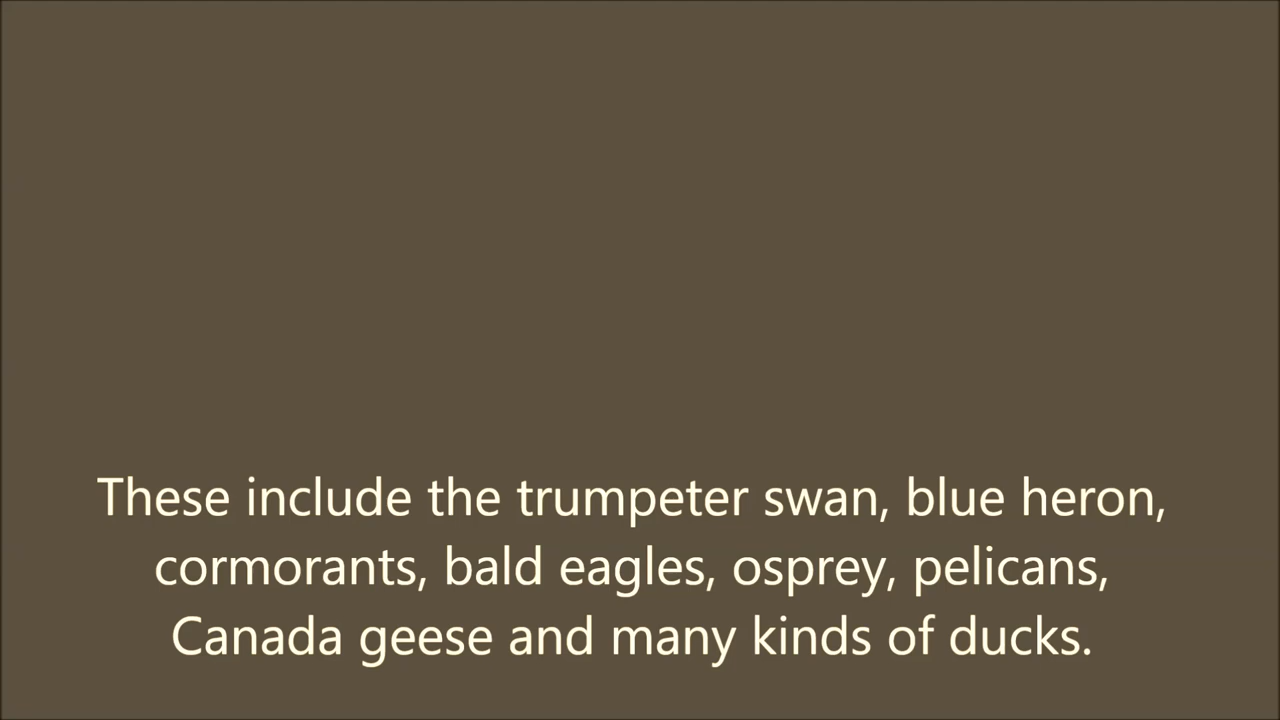 These include the trumpeter swan, blue heron,
cormorants, bald eagles, osprey, pelicans,
Canada geese and many kinds of ducks.